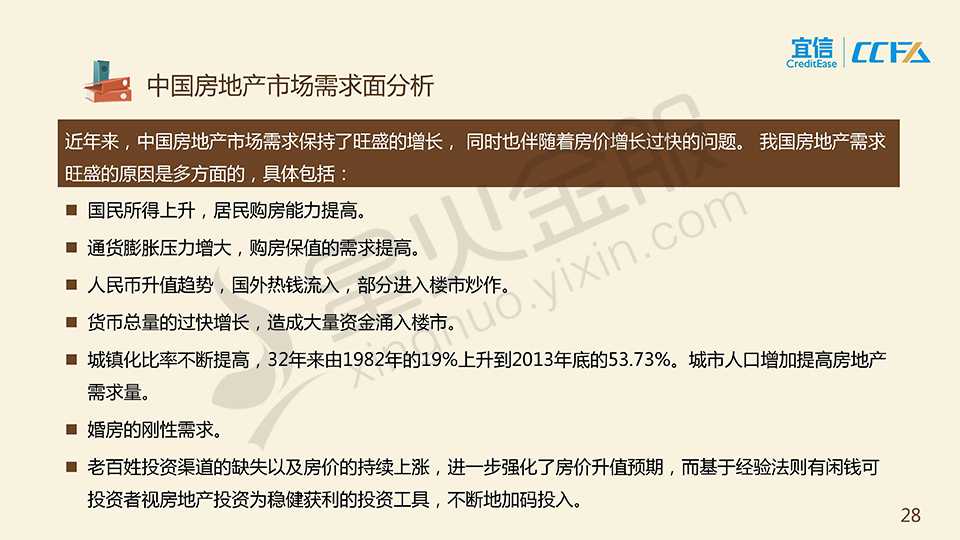 宜信
CreditEase
CCFA
中国房地产市场需求面分析
近年来，中国房地产市场需求保持了旺盛的增长， 同时也伴随着房价增长过快的问题。 我国房地产需求
旺盛的原因是多方面的，具体包括：
国民所得上升，居民购房能力提高。
通货膨胀压力增大，购房保值的需求提高。
人民币升值趋势，国外热钱流入，部分进入楼市炒作。
货币总量的过快增长，造成大量资金涌入楼市。
城镇化比率不断提高，32年来由1982年的19%上升到2013年底的53.73%。城市人口增加提高房地产
需求量。
婚房的刚性需求。
老百姓投资渠道的缺失以及房价的持续上涨，进一步强化了房价升值预期，而基于经验法则有闲钱可
投资者视房地产投资为稳健获利的投资工具，不断地加码投入。
星火金服
xinghuo.yixin.com
28